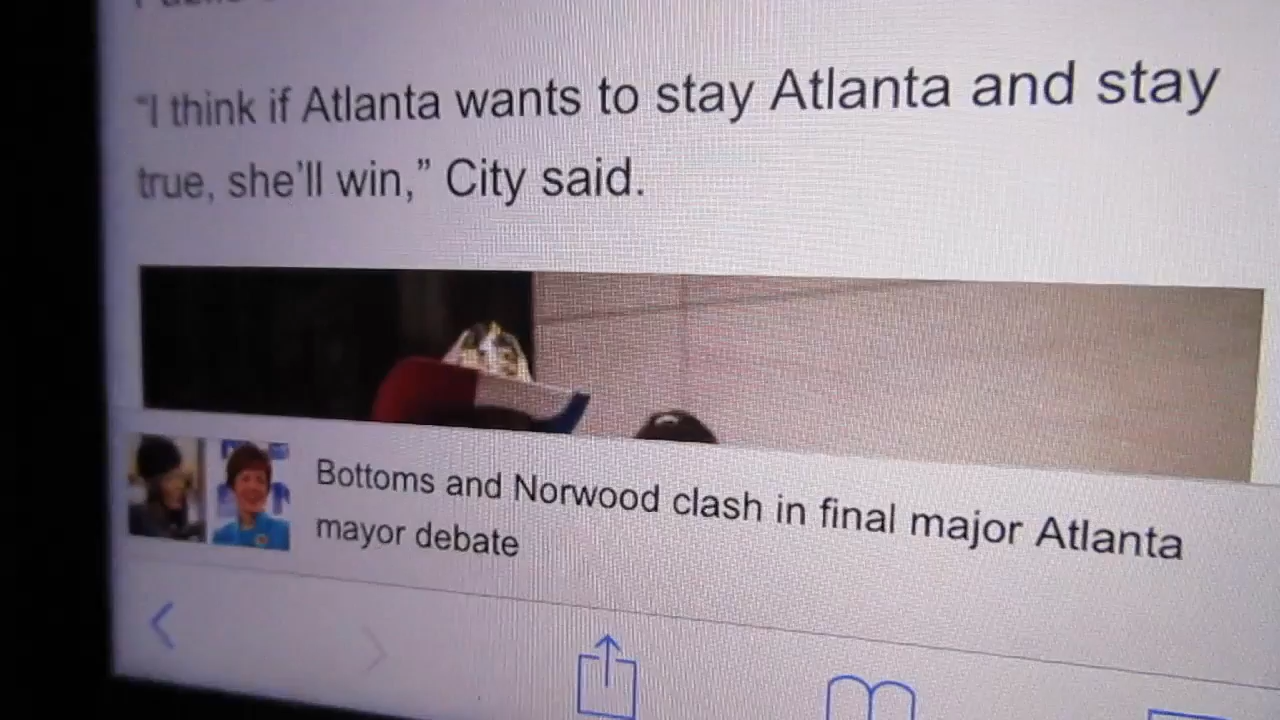 "I think if Atlanta wants to stay Atlanta and stay
true, she'll win," City said.
Bottoms and Norwood clash in final major Atlanta
mayor debate